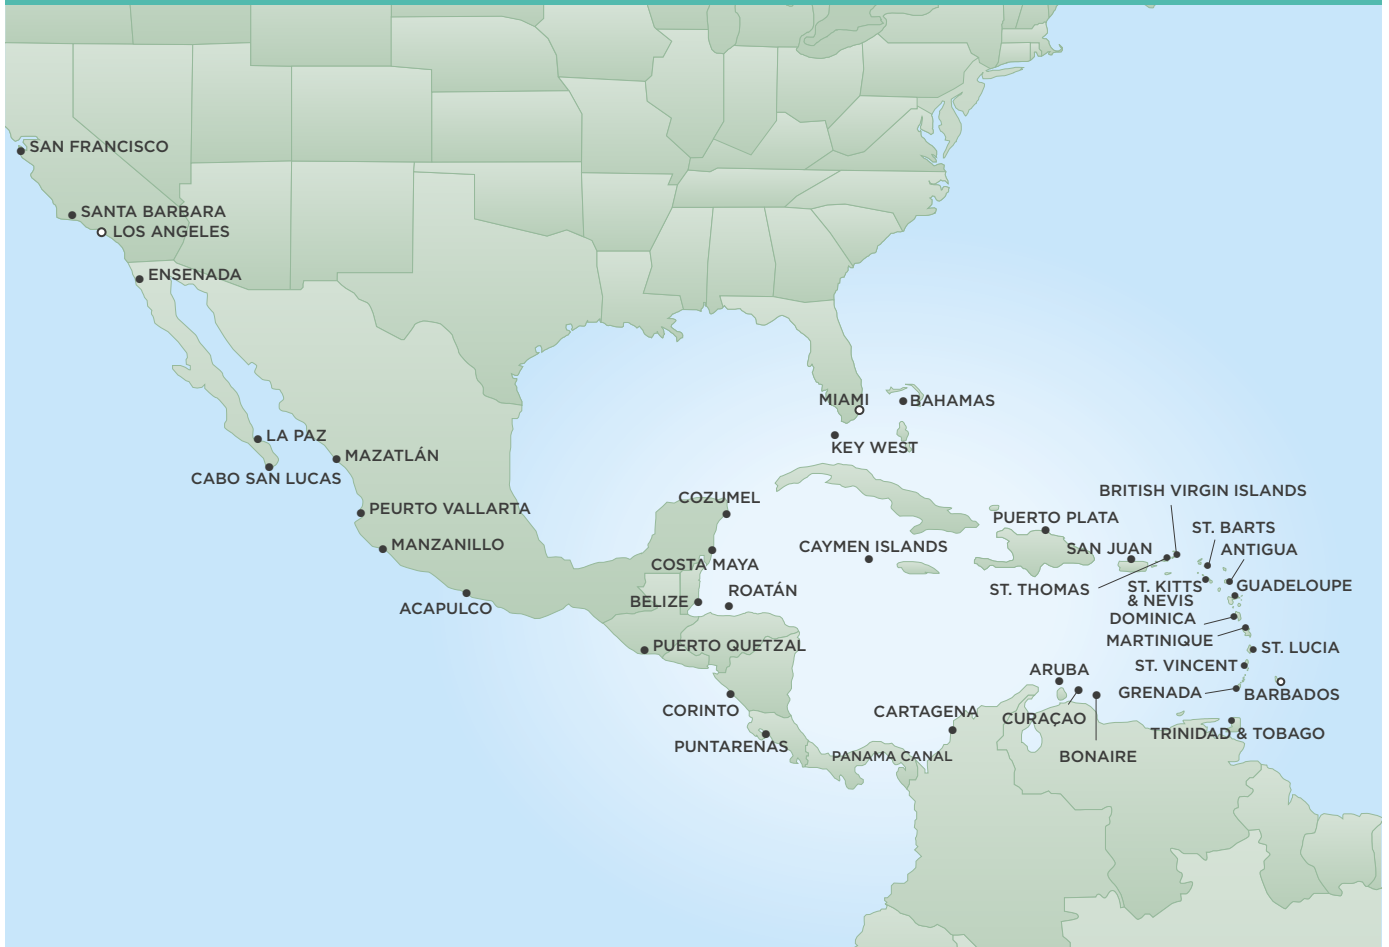 SAN FRANCISCO
SANTA BARBARA
LOS ANGELES
ENSENADA
MIAMI
BAHAMAS
LA PAZ
KEY WEST
MAZATLÁN
CABO SAN LUCAS
BRITISH VIRGIN ISLANDS
COZUMEL
PEURTO VALLARTA
PUERTO PLATA
ST. BARTS
MANZANILLO
CAYMEN ISLANDS
SAN JUAN
ANTIGUA
COSTA MAYA
ST. THOMAS
ST. KITTS
& NEVIS
GUADELOUPE
ROATÁN
BELIZE
ACAPULCO
DOMINICA
MARTINIQUE
PUERTO QUETZAL
ST. LUCIA
ST. VINCENT
ARUBA
GRENADA
BARBADOS
CORINTO
CARTAGENA
CURAÇAO
TRINIDAD & TOBAGO
PUNTARENAS
PANAMA CANAL
BONAIRE